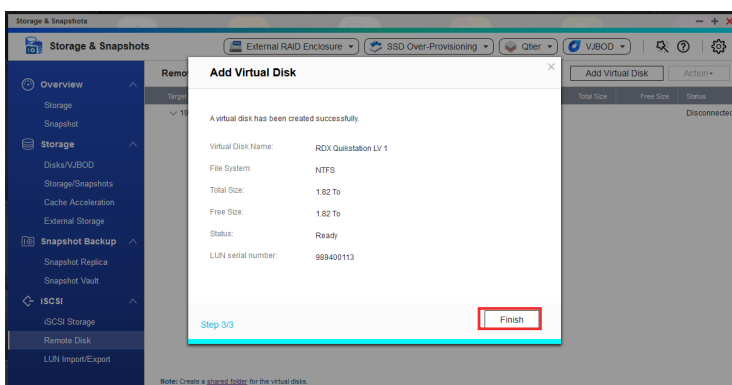 Storage & Snapshots
Storage & Snapshots
External RAID Enclosure
SSD Over-Provisioning
Qtier
VJBOD
Overview
Storage
Snapshot
Storage
Disks/VJBOD
Storage/Snapshots
Cache Acceleration
External Storage
Snapshot Backup
Snapshot Replica
Snapshot Vault
iSCSI
iSCSI Storage
Remote Disk
LUN Import/Export
Add Virtual Disk
Action
Target
Total Size Free Size Status
19
Disconnected
Add Virtual Disk
A virtual disk has been created successfully.
Virtual Disk Name: RDX Quikstation LV 1
File System: NTFS
Total Size: 1.82 To
Free Size: 1.82 To
Status: Ready
LUN serial number: 989400113
Step 3/3
Finish
Note: Create a shared folder for the virtual disks.